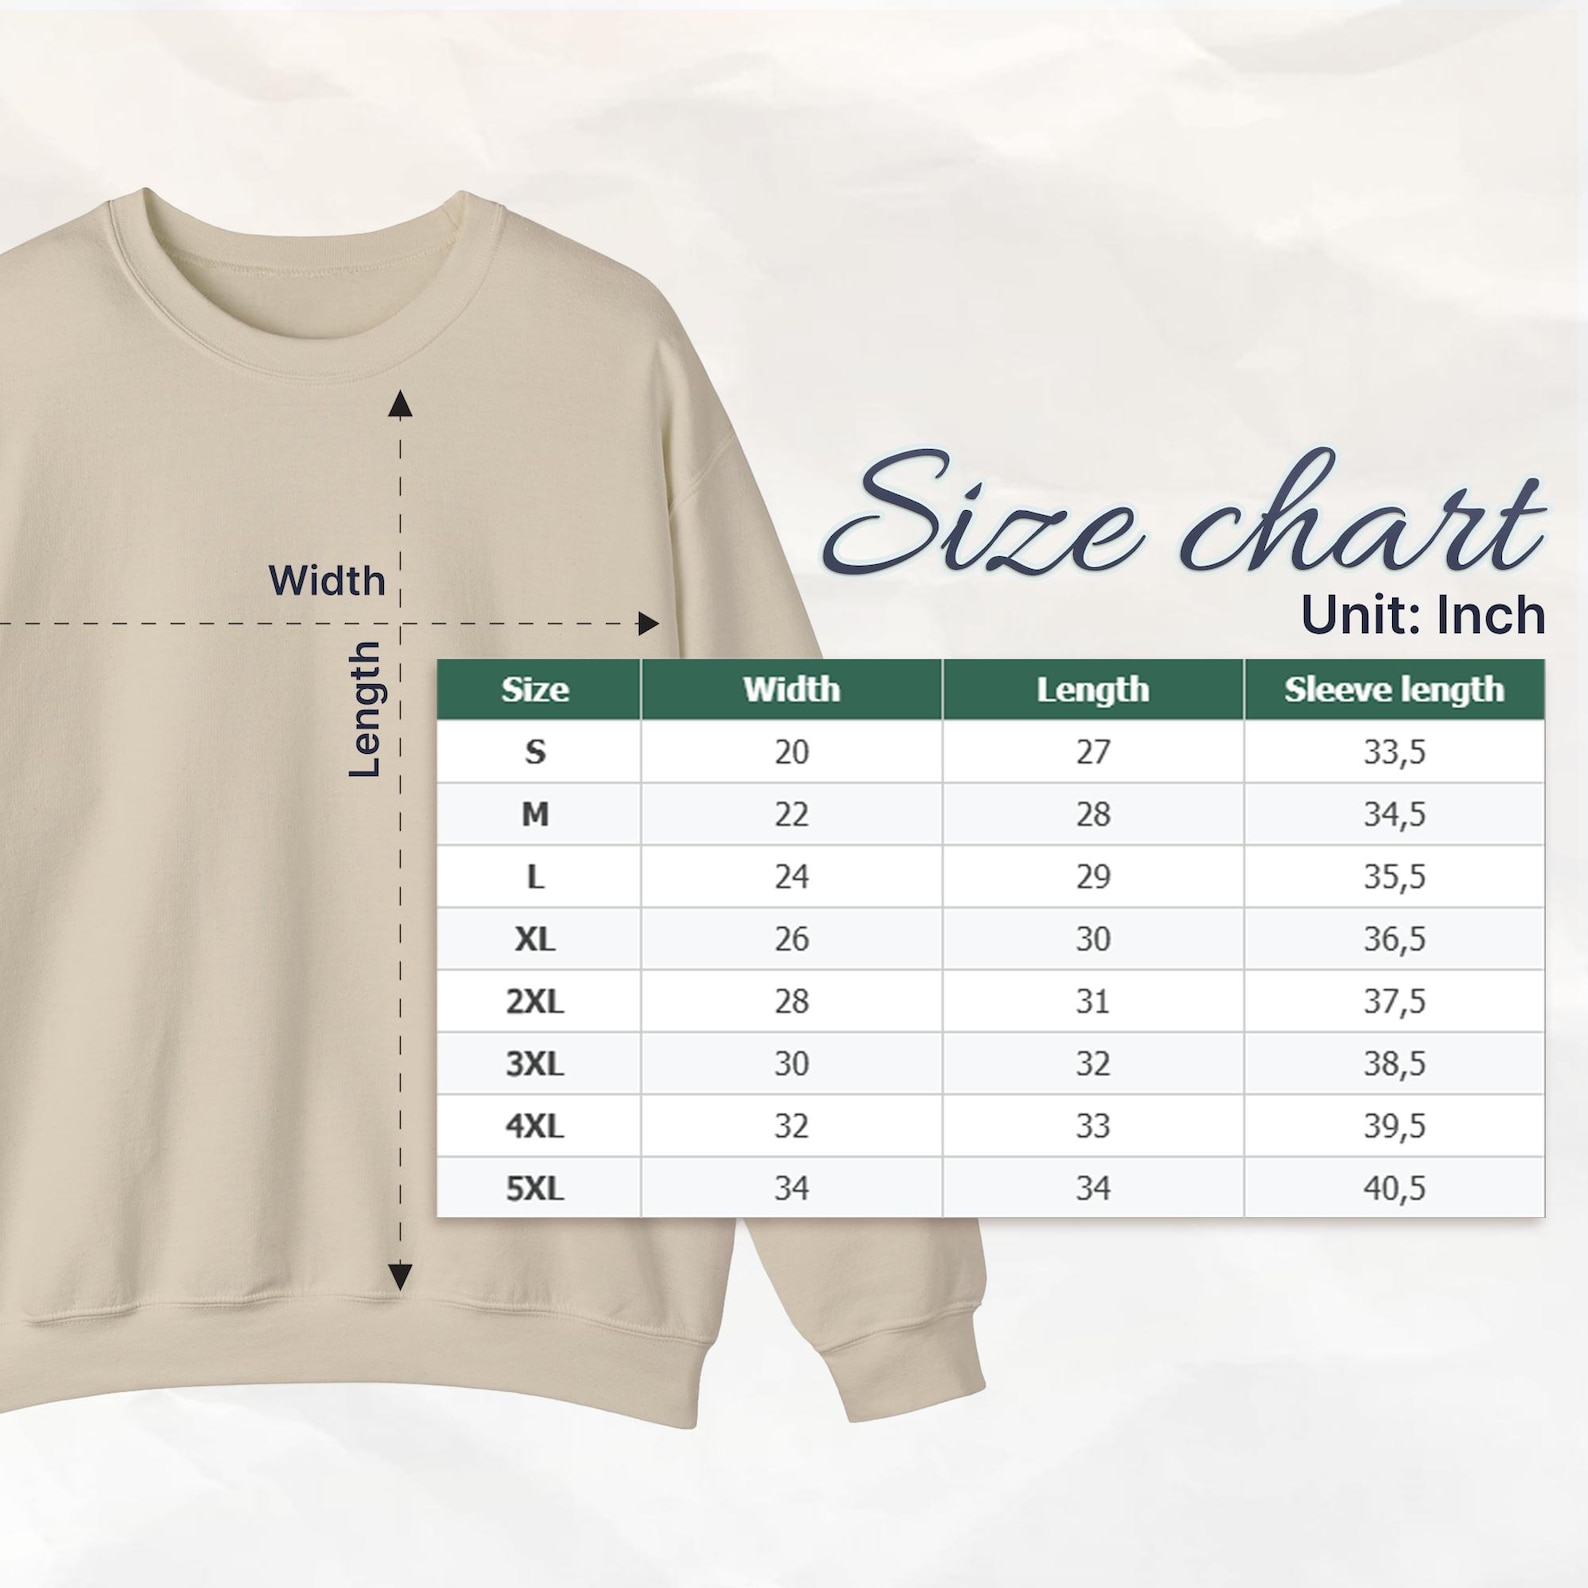 Size chart
Unit: Inch
Width
Length
Size Width Length Sleeve length
S 20 27 33,5
M 22 28 34,5
L 24 29 35,5
XL 26 30 36,5
2XL 28 31 37,5
3XL 30 32 38,5
4XL 32 33 39,5
5XL 34 34 40,5